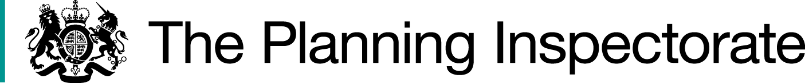 The Planning Inspectorate